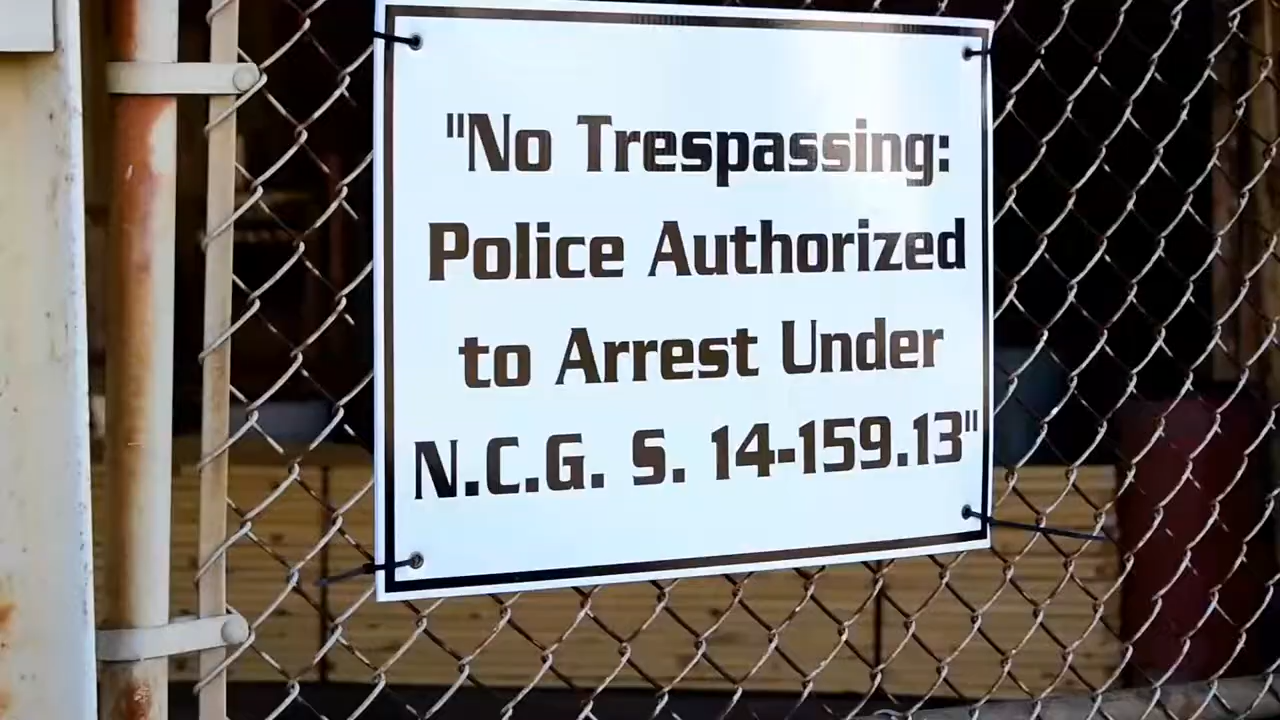 "No Trespassing:
Police Authorized
to Arrest Under
N.C.G. S. 14-159.13"